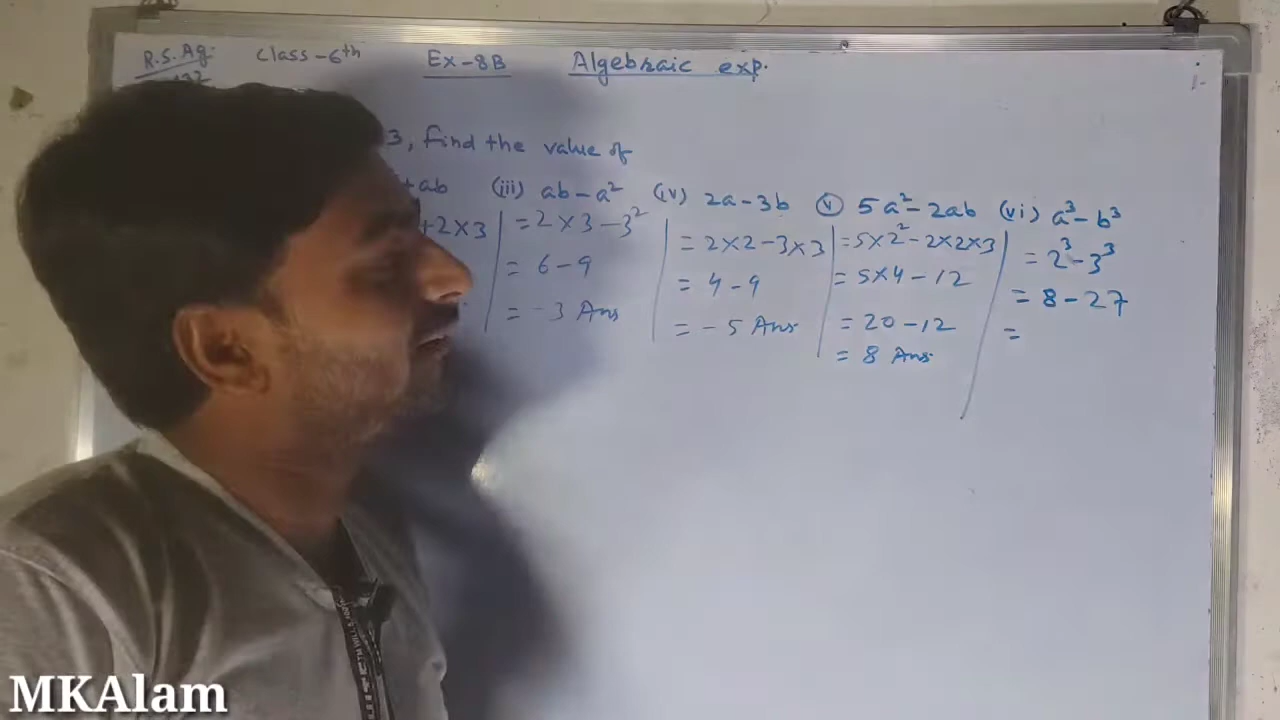 R.S. Ag. Class-6th Ex-8B Algebraic exp.
3, find the value of
+ab
+2×3
(iii) ab - a²
= 2×3 - 3²
= 6 - 9
= -3 Ans
(iv) 2a - 3b
= 2×2 - 3×3
= 4 - 9
= -5 Ans
(v) 5a² - 2ab
= 5×2² - 2×2×3
= 5×4 - 12
= 20 - 12
= 8 Ans
(vi) a³ - b³
= 2³ - 3³
= 8 - 27
=
MKAlam